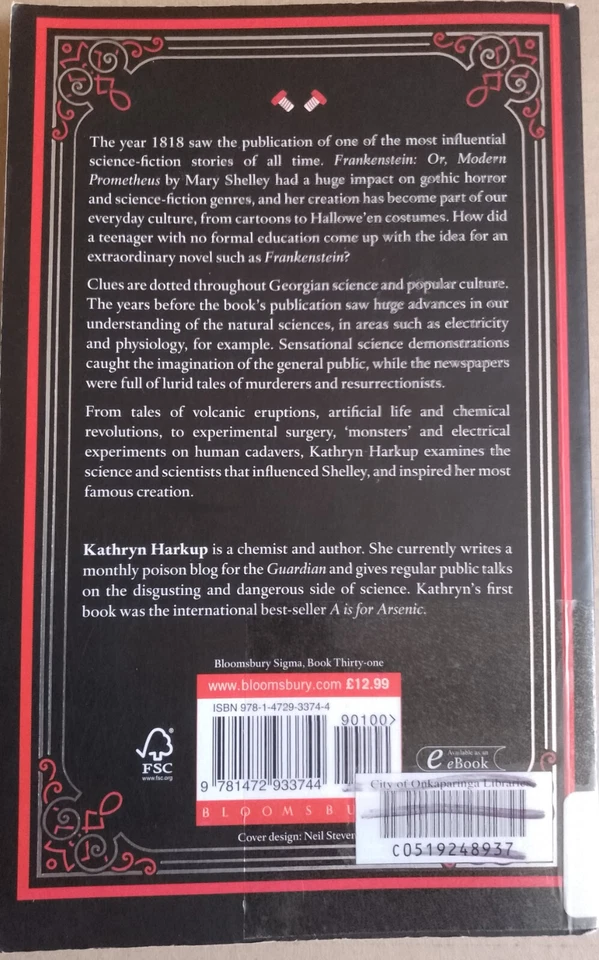 The year 1818 saw the publication of one of the most influential
science-fiction stories of all time. Frankenstein: Or, Modern
Prometheus by Mary Shelley had a huge impact on gothic horror
and science-fiction genres, and her creation has become part of our
everyday culture, from cartoons to Hallowe'en costumes. How did
a teenager with no formal education come up with the idea for an
extraordinary novel such as Frankenstein?
Clues are dotted throughout Georgian science and popular culture.
The years before the book's publication saw huge advances in our
understanding of the natural sciences, in areas such as electricity
and physiology, for example. Sensational science demonstrations
caught the imagination of the general public, while the newspapers
were full of lurid tales of murderers and resurrectionists.
From tales of volcanic eruptions, artificial life and chemical
revolutions, to experimental surgery, 'monsters' and electrical
experiments on human cadavers, Kathryn Harkup examines the
science and scientists that influenced Shelley, and inspired her most
famous creation.
Kathryn Harkup is a chemist and author. She currently writes a
monthly poison blog for the Guardian and gives regular public talks
on the disgusting and dangerous side of science. Kathryn's first
book was the international best-seller A is for Arsenic.
Bloomsbury Sigma, Book Thirty-one
www.bloomsbury.com £12.99
ISBN 978-1-4729-3374-4
90100>
9 781472 933744
FSC
www.fsc.org
e Available as an
eBook
BLOOMSBU
Cover design: Neil Steven
City of Onkaparinga Libraries
C0519248937